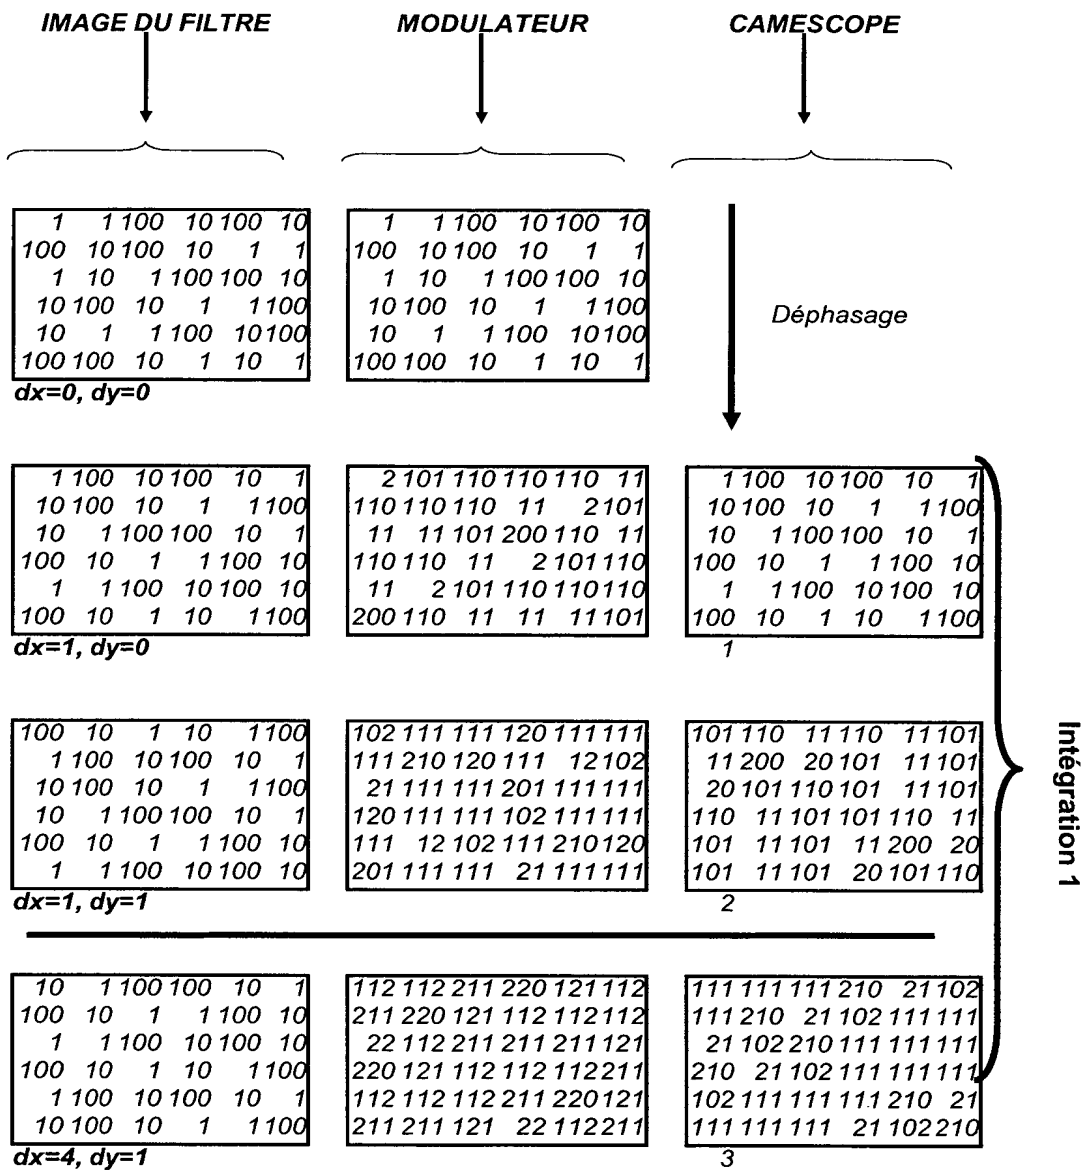 IMAGE DU FILTRE MODULATEUR CAMESCOPE
1 1 100 10 100 10 1 1 100 10 100 10
100 10 100 10 1 1 100 10 100 10 1 1
1 10 1 100 100 10 1 10 1 100 100 10
10 100 10 1 1 100 10 100 10 1 1 100
Déphasage
10 1 1 100 10 100 10 1 1 100 10 100
100 100 10 1 10 1 100 100 10 1 10 1
dx=0, dy=0
1 100 10 100 10 1 2 101 110 110 110 11 1 100 10 100 10 1
10 100 10 1 1 100 110 110 110 11 2 101 10 100 10 1 1 100
10 1 100 100 10 1 11 11 101 200 110 11 10 1 100 100 10 1
100 10 1 1 100 10 110 110 11 2 101 110 100 10 1 1 100 10
1 1 100 10 100 10 11 2 101 110 110 110 1 1 100 10 100 10
100 10 1 10 1 100 200 110 11 11 11 101 100 10 1 10 1 100
dx=1, dy=0 1
100 10 1 10 1 100 102 111 111 120 111 111 101 110 11 110 11 101
1 100 10 100 10 1 111 210 120 111 12 102 11 200 20 101 11 101
10 100 10 1 1 100 21 111 111 201 111 111 20 101 110 101 11 101
10 1 100 100 10 1 120 111 111 102 111 111 110 11 101 101 110 11
100 10 1 1 100 10 111 12 102 111 210 120 101 11 101 11 200 20
1 1 100 10 100 10 201 111 111 21 111 111 101 11 101 20 101 110
dx=1, dy=1 2
Intégration 1
10 1 100 100 10 1 112 112 211 220 121 112 111 111 111 210 21 102
100 10 1 1 100 10 211 220 121 112 112 112 111 210 21 102 111 111
1 1 100 10 100 10 22 112 211 211 211 121 21 102 210 111 111 111
100 10 1 10 1 100 220 121 112 112 112 211 210 21 102 111 111 111
1 100 10 100 10 1 112 112 112 211 220 121 102 111 111 111 210 21
10 100 10 1 1 100 211 211 121 22 112 211 111 111 111 21 102 210
dx=4, dy=1 3